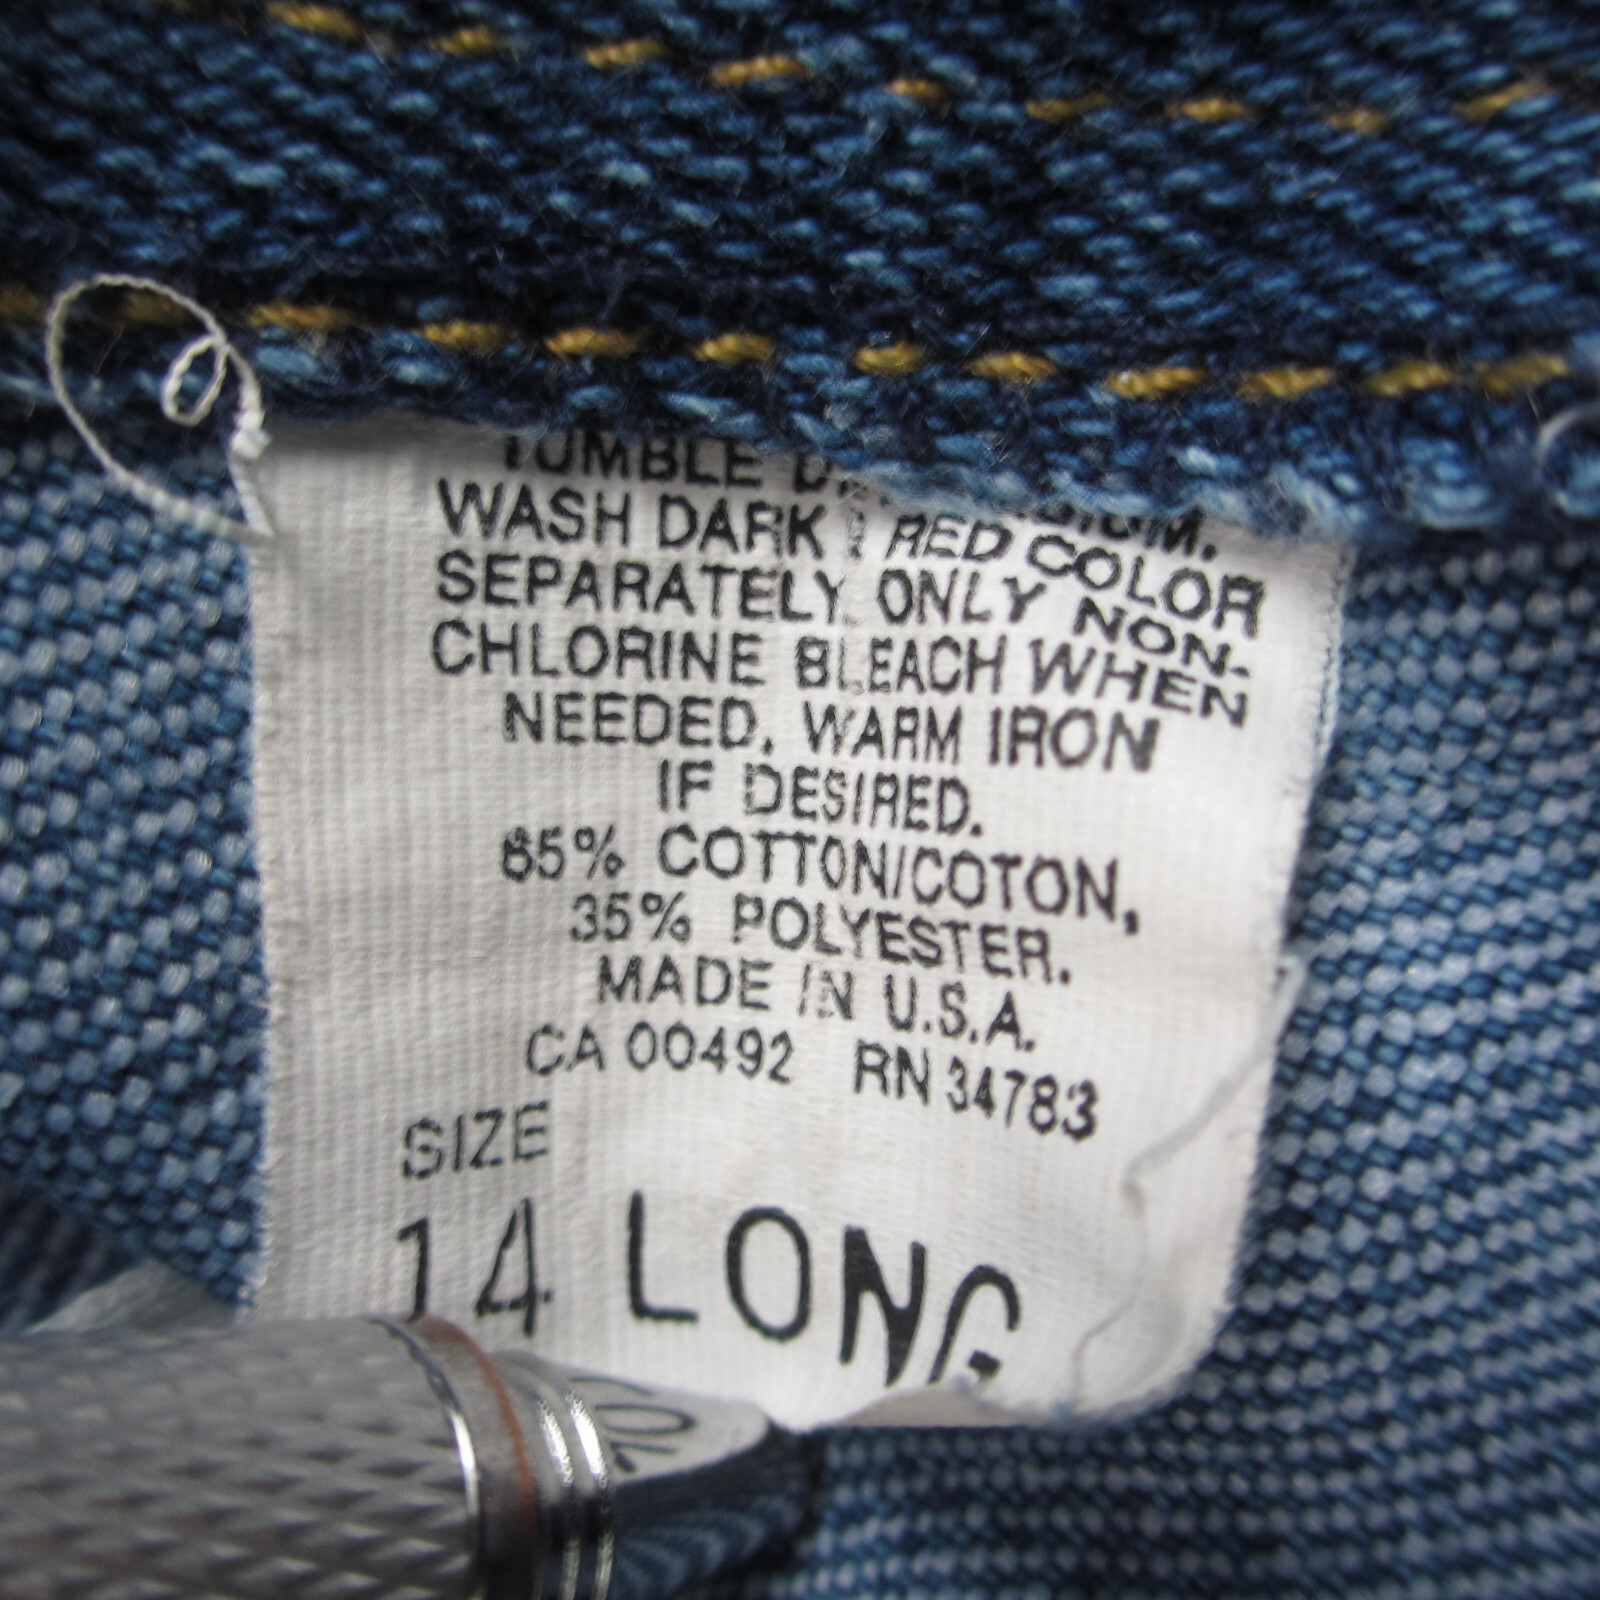 TUMBLE
WASH DARK / RED COLOR
SEPARATELY ONLY NON-
CHLORINE BLEACH WHEN
NEEDED. WARM IRON
IF DESIRED.
65% COTTON/COTON,
35% POLYESTER.
MADE IN U.S.A.
CA 00492 RN 34783
SIZE
14 LONG